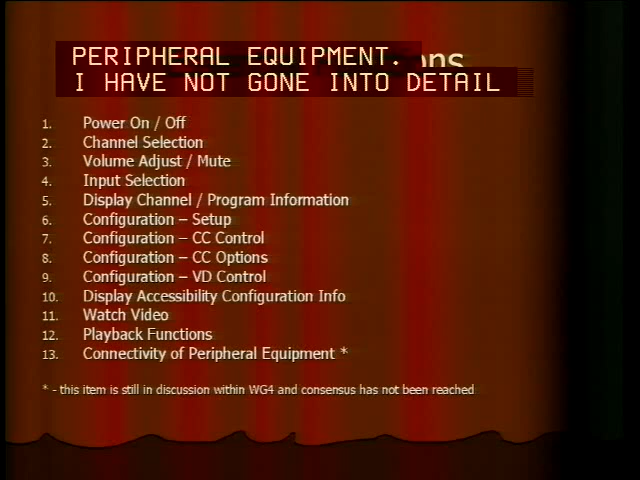 PERIPHERAL EQUIPMENT.
I HAVE NOT GONE INTO DETAIL
1. Power On / Off
2. Channel Selection
3. Volume Adjust / Mute
4. Input Selection
5. Display Channel / Program Information
6. Configuration – Setup
7. Configuration – CC Control
8. Configuration – CC Options
9. Configuration – VD Control
10. Display Accessibility Configuration Info
11. Watch Video
12. Playback Functions
13. Connectivity of Peripheral Equipment *
* - this item is still in discussion within WG4 and consensus has not been reached